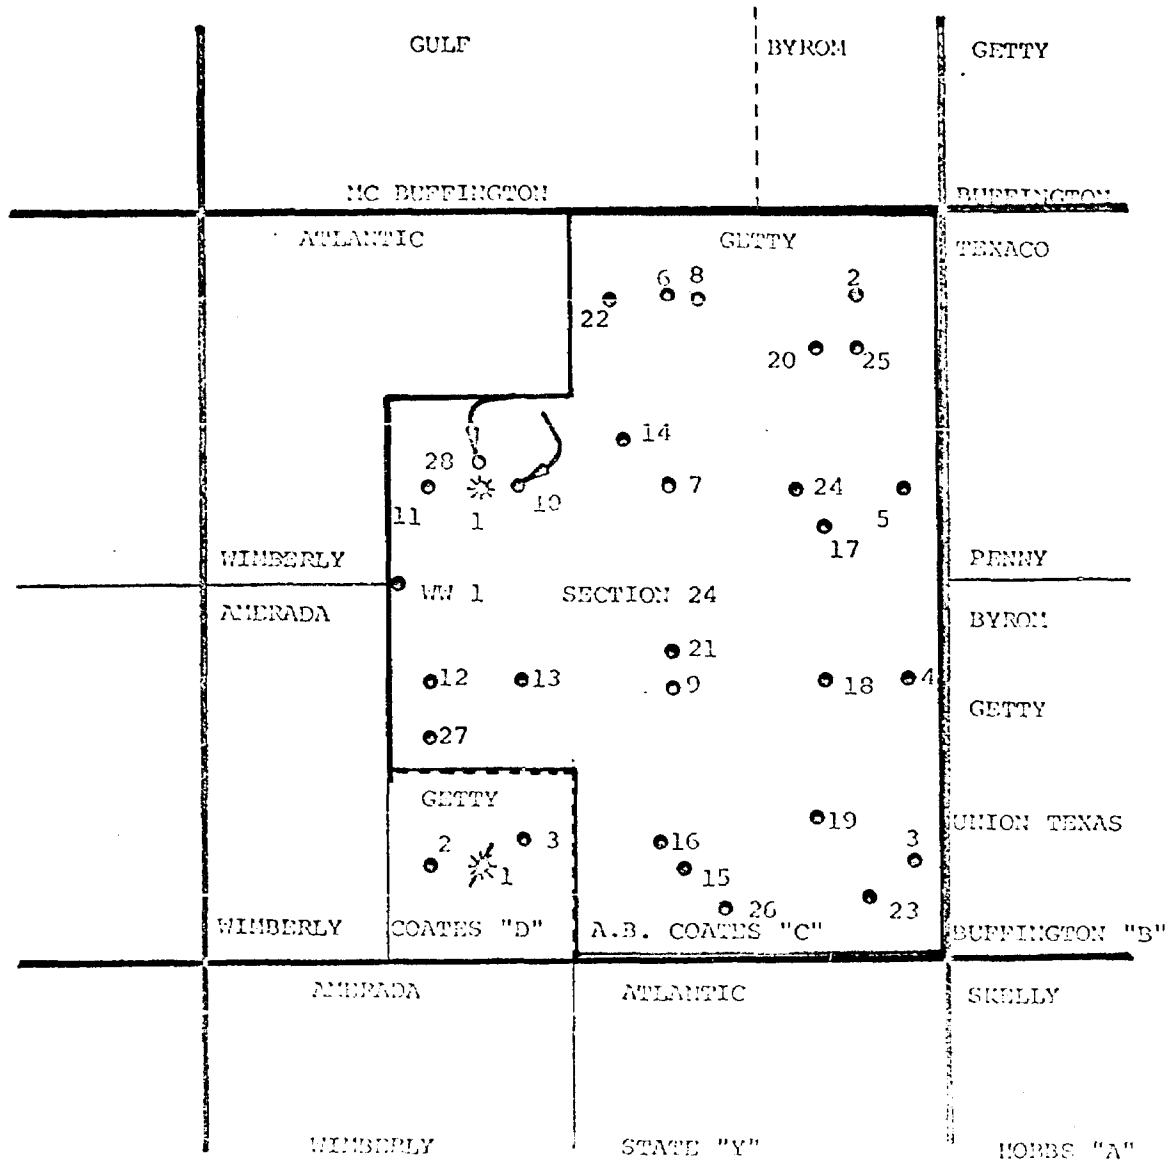 GULF
BYROM
GETTY
MC BUFFINGTON
BUFFINGTON
ATLANTIC
GETTY
TEXACO
6
8
2
22
20
25
14
28
10
7
24
11
1
5
17
WIMBERLY
PENNY
WW 1
SECTION 24
AMERADA
BYROM
21
12
13
9
18
4
GETTY
27
GETTY
19
UNION TEXAS
2
3
16
3
1
15
26
23
WIMBERLY
COATES "D"
A.B. COATES "C"
BUFFINGTON "B"
AMERADA
ATLANTIC
SKELLY
WIMBERLY
STATE "Y"
HOBBS "A"